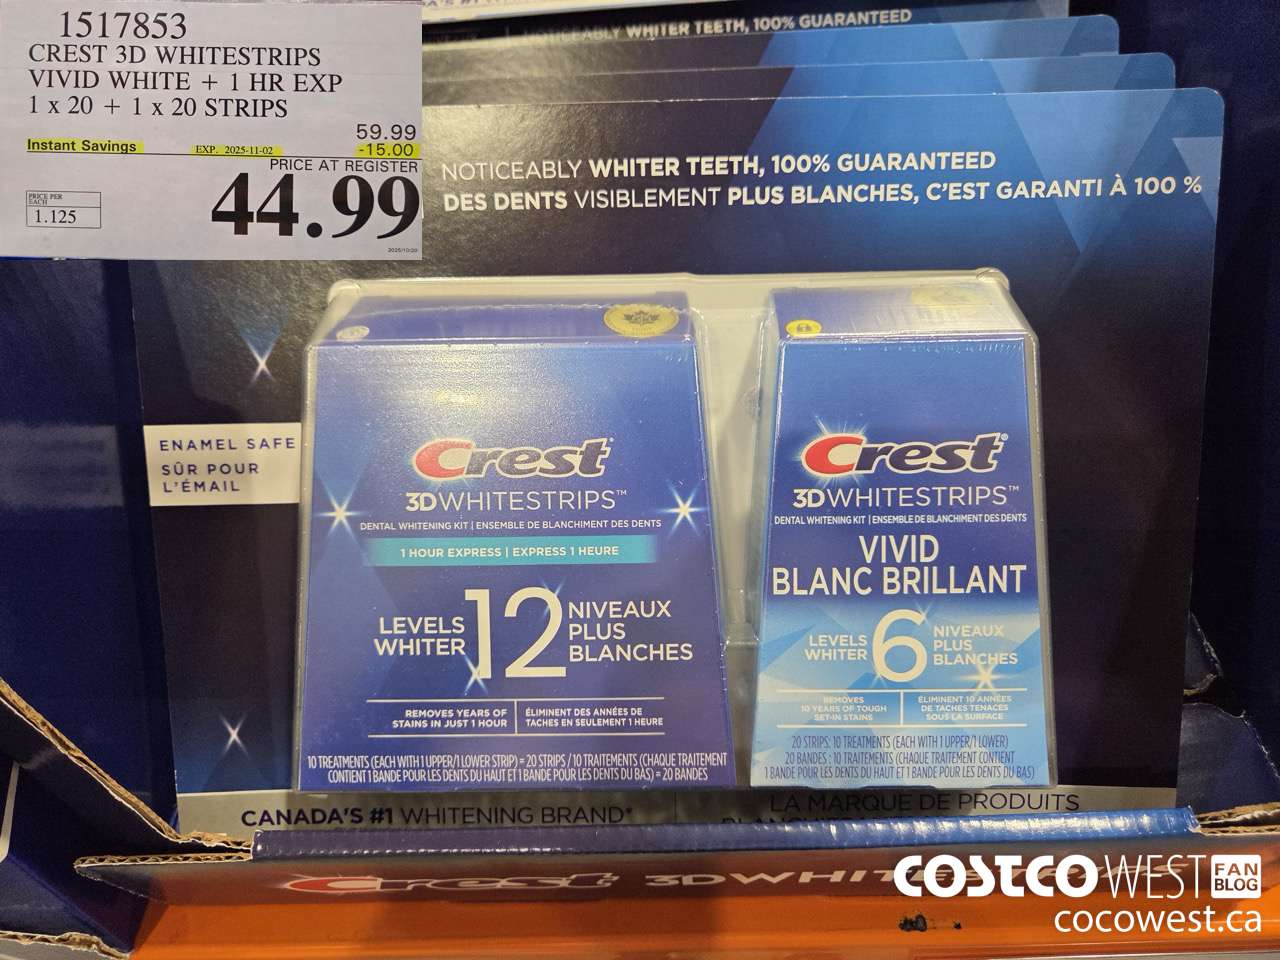 1517853
CREST 3D WHITESTRIPS
VIVID WHITE + 1 HR EXP
1 x 20 + 1 x 20 STRIPS
59.99
Instant Savings EXP. 2025-11-02 -15.00
PRICE AT REGISTER
PRICE PER
EACH
1.125
44.99
2025/10/20
NOTICEABLY WHITER TEETH, 100% GUARANTEED
NOTICEABLY WHITER TEETH, 100% GUARANTEED
DES DENTS VISIBLEMENT PLUS BLANCHES, C'EST GARANTI À 100 %
ENAMEL SAFE
SÛR POUR
L'ÉMAIL
Crest
3DWHITESTRIPS™
DENTAL WHITENING KIT | ENSEMBLE DE BLANCHIMENT DES DENTS
1 HOUR EXPRESS | EXPRESS 1 HEURE
LEVELS
WHITER
12
NIVEAUX
PLUS
BLANCHES
REMOVES YEARS OF
STAINS IN JUST 1 HOUR
ÉLIMINENT DES ANNÉES DE
TACHES EN SEULEMENT 1 HEURE
10 TREATMENTS (EACH WITH 1 UPPER/1 LOWER STRIP) = 20 STRIPS / 10 TRAITEMENTS (CHAQUE TRAITEMENT
CONTIENT 1 BANDE POUR LES DENTS DU HAUT ET 1 BANDE POUR LES DENTS DU BAS) = 20 BANDES
Crest®
3DWHITESTRIPS™
DENTAL WHITENING KIT | ENSEMBLE DE BLANCHIMENT DES DENTS
VIVID
BLANC BRILLANT
LEVELS
WHITER
6
NIVEAUX
PLUS
BLANCHES
REMOVES
10 YEARS OF TOUGH
SET-IN STAINS
ÉLIMINENT 10 ANNÉES
DE TACHES TENACES
SOUS LA SURFACE
20 STRIPS: 10 TREATMENTS (EACH WITH 1 UPPER/1 LOWER)
20 BANDES : 10 TRAITEMENTS (CHAQUE TRAITEMENT CONTIENT
1 BANDE POUR LES DENTS DU HAUT ET 1 BANDE POUR LES DENTS DU BAS)
CANADA'S #1 WHITENING BRAND*
LA MARQUE DE PRODUITS
Crest 3DWHITESTRIPS
COSTCO WEST FAN
BLOG
cocowest.ca